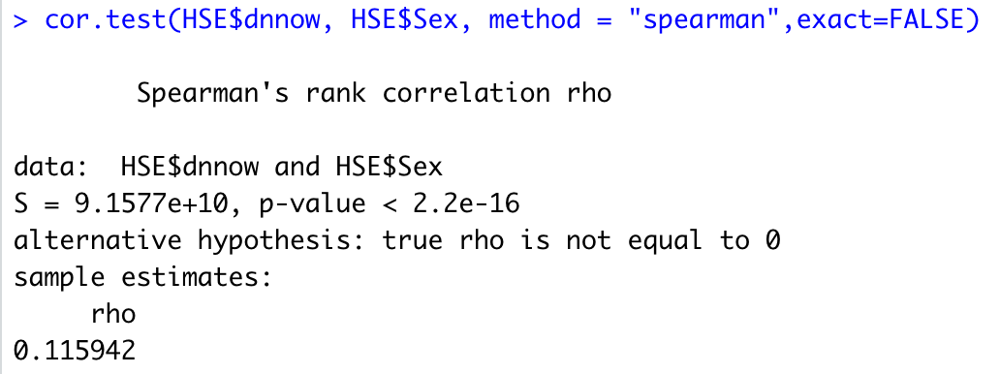 > cor.test(HSE$dnnow, HSE$Sex, method = "spearman",exact=FALSE)
Spearman's rank correlation rho
data:  HSE$dnnow and HSE$Sex
S = 9.1577e+10, p-value < 2.2e-16
alternative hypothesis: true rho is not equal to 0
sample estimates:
rho
0.115942